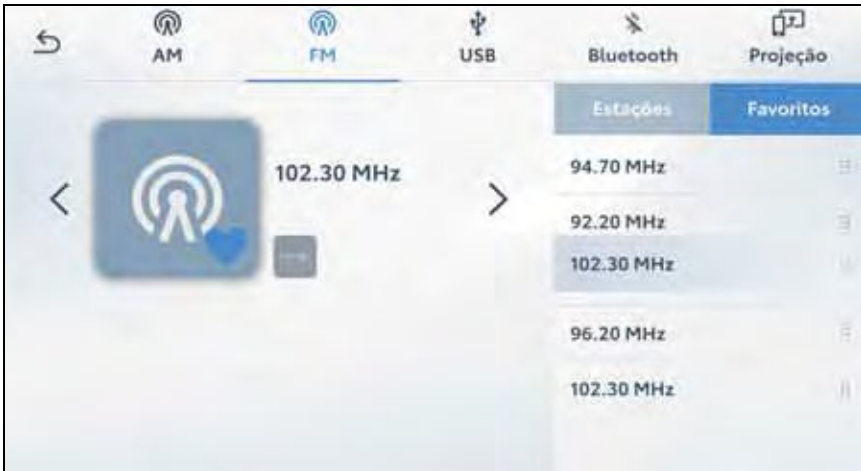 AM
FM
USB
Bluetooth
Projeção
Estações
Favoritos
102.30 MHz
94.70 MHz
92.20 MHz
102.30 MHz
96.20 MHz
102.30 MHz